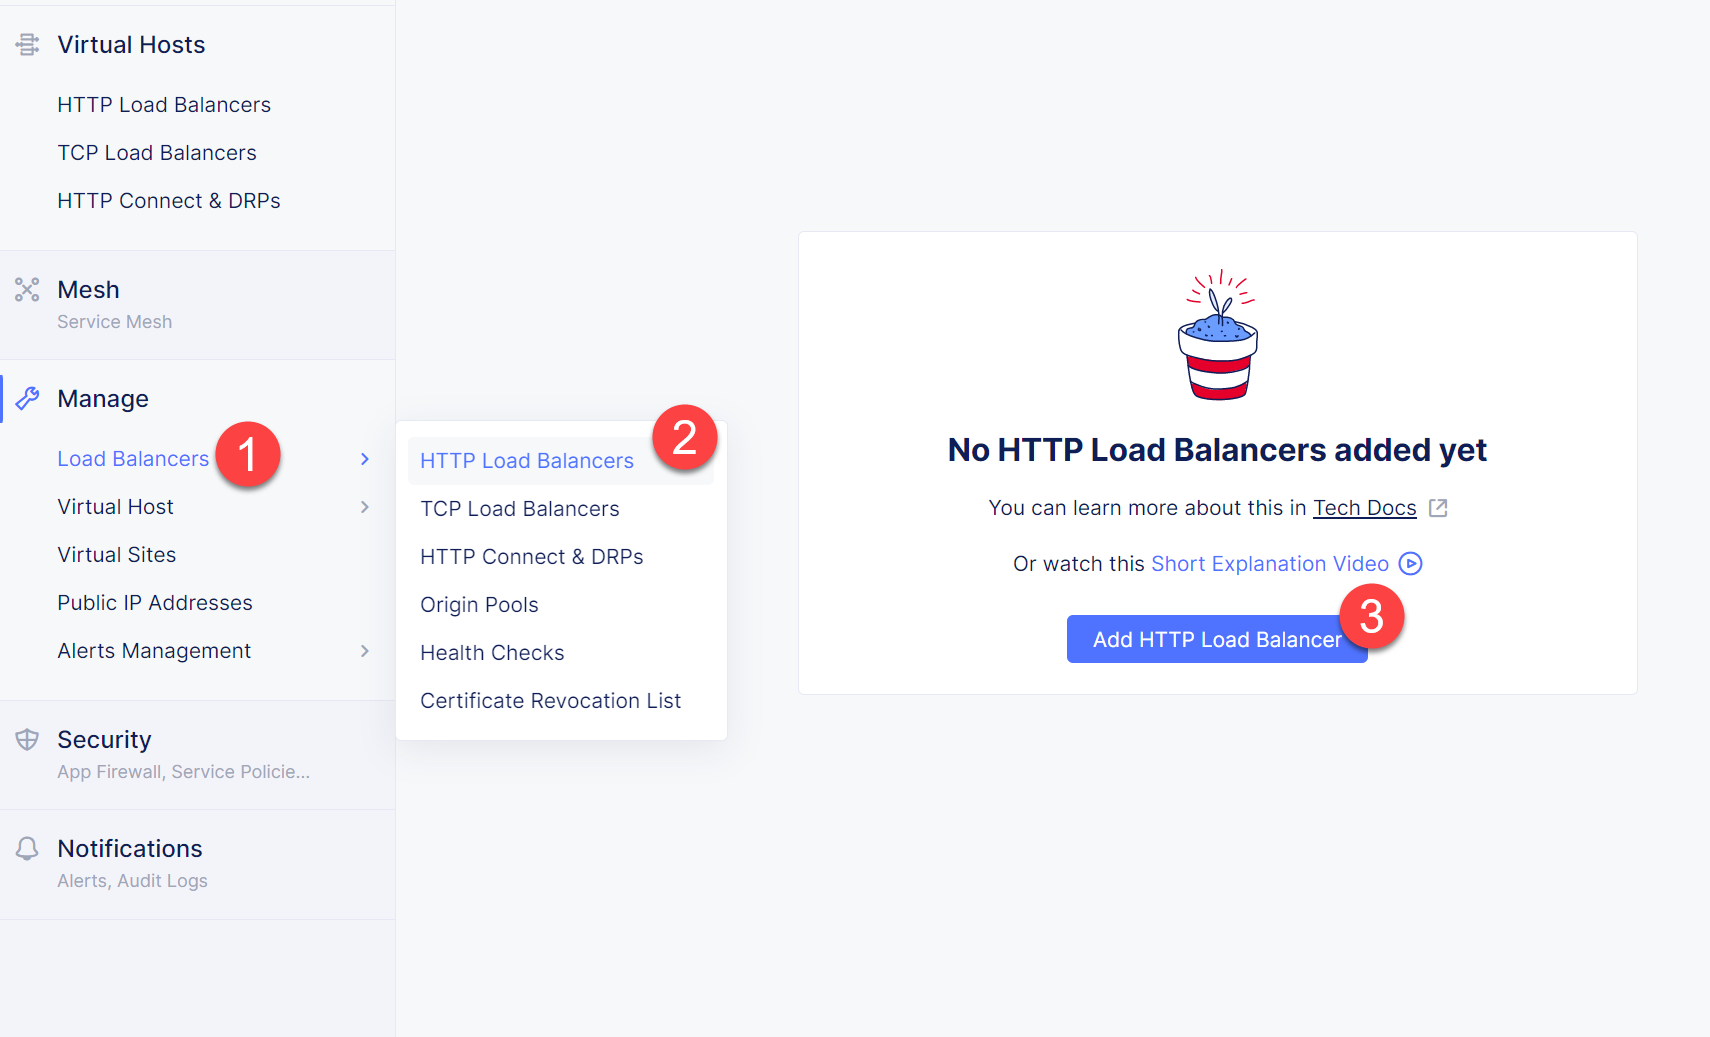 Virtual Hosts
HTTP Load Balancers
TCP Load Balancers
HTTP Connect & DRPs
Mesh
Service Mesh
Manage
Load Balancers
1
Virtual Host
Virtual Sites
Public IP Addresses
Alerts Management
Security
App Firewall, Service Policie...
Notifications
Alerts, Audit Logs
HTTP Load Balancers
2
TCP Load Balancers
HTTP Connect & DRPs
Origin Pools
Health Checks
Certificate Revocation List
No HTTP Load Balancers added yet
You can learn more about this in Tech Docs
Or watch this Short Explanation Video
Add HTTP Load Balancer
3